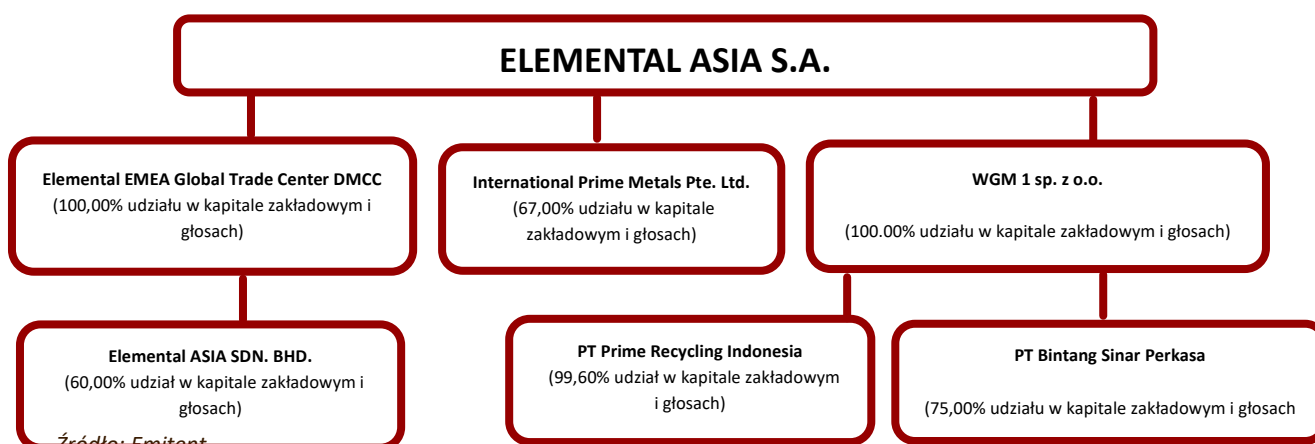 ELEMENTAL ASIA S.A.
Elemental EMEA Global Trade Center DMCC
(100,00% udziału w kapitale zakładowym i
głosach)
International Prime Metals Pte. Ltd.
(67,00% udziału w kapitale
zakładowym i głosach)
WGM 1 sp. z o.o.
(100.00% udziału w kapitale zakładowym i głosach)
Elemental ASIA SDN. BHD.
(60,00% udział w kapitale zakładowym i
głosach)
PT Prime Recycling Indonesia
(99,60% udział w kapitale zakładowym
i głosach)
PT Bintang Sinar Perkasa
(75,00% udziału w kapitale zakładowym i głosach
Źródło: Emitent